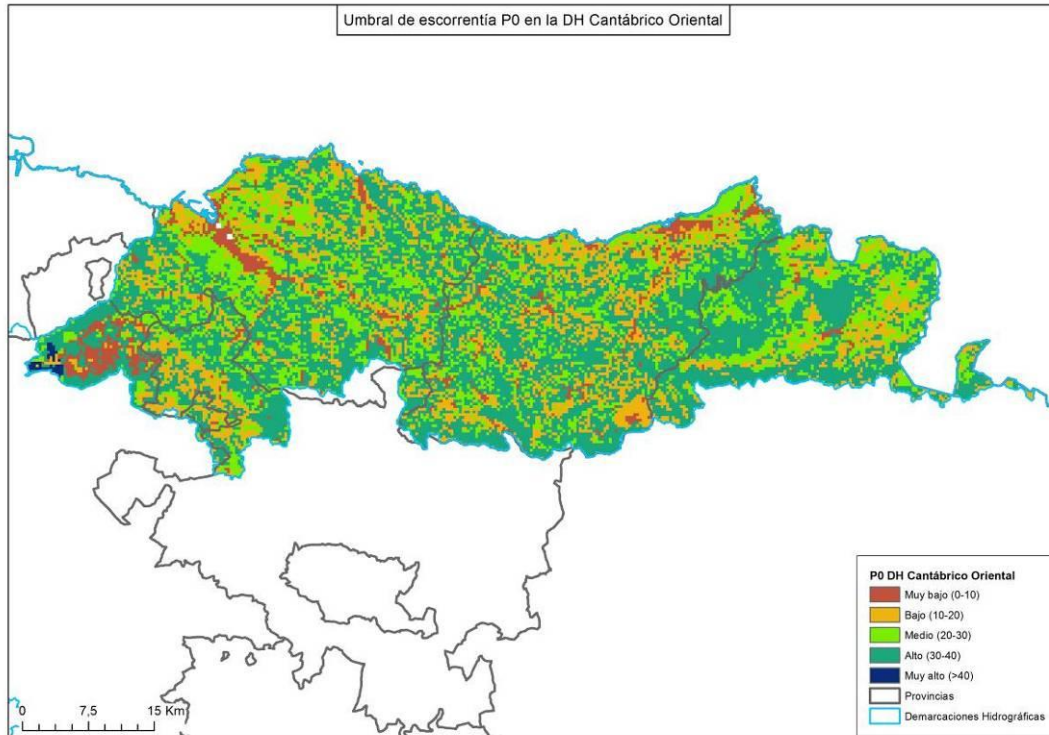 Umbral de escorrentía P0 en la DH Cantábrico Oriental
P0 DH Cantábrico Oriental
Muy bajo (0-10)
Bajo (10-20)
Medio (20-30)
Alto (30-40)
Muy alto (>40)
Provincias
Demarcaciones Hidrográficas
0 7,5 15 Km